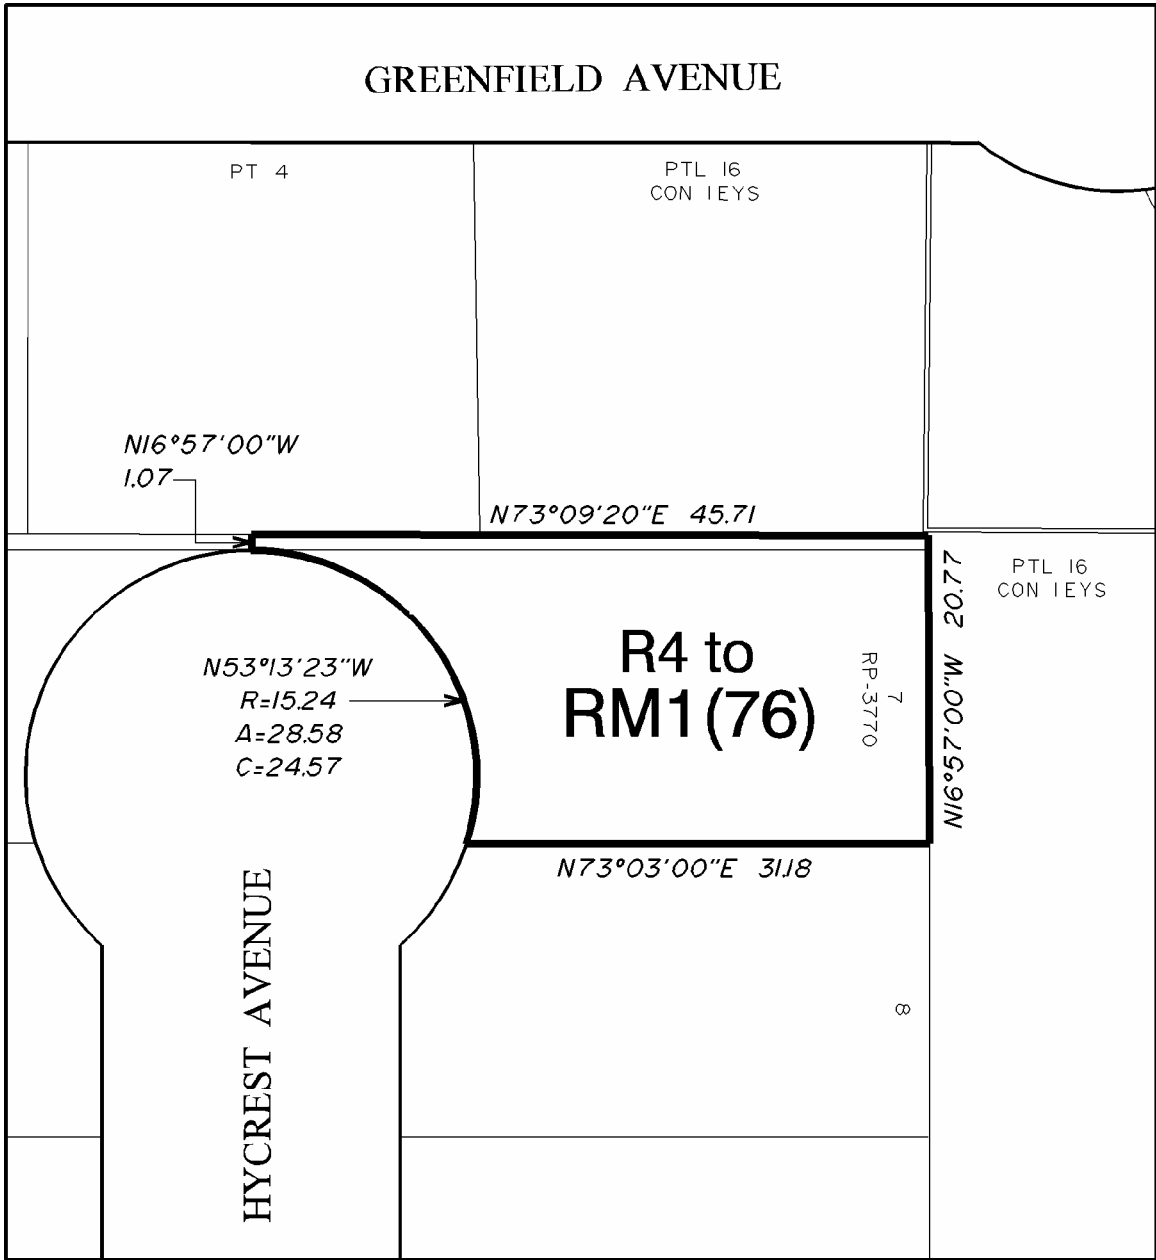 GREENFIELD AVENUE
PT 4
PTL 16
CON 1EYS
N16°57'00"W
1.07
N73°09'20"E 45.71
PTL 16
CON 1EYS
N16°57'00"W 20.77
N53°13'23"W
R=15.24
A=28.58
C=24.57
R4 to
RM1(76)
7
RP-3770
N73°03'00"E 31.18
HYCREST AVENUE
8